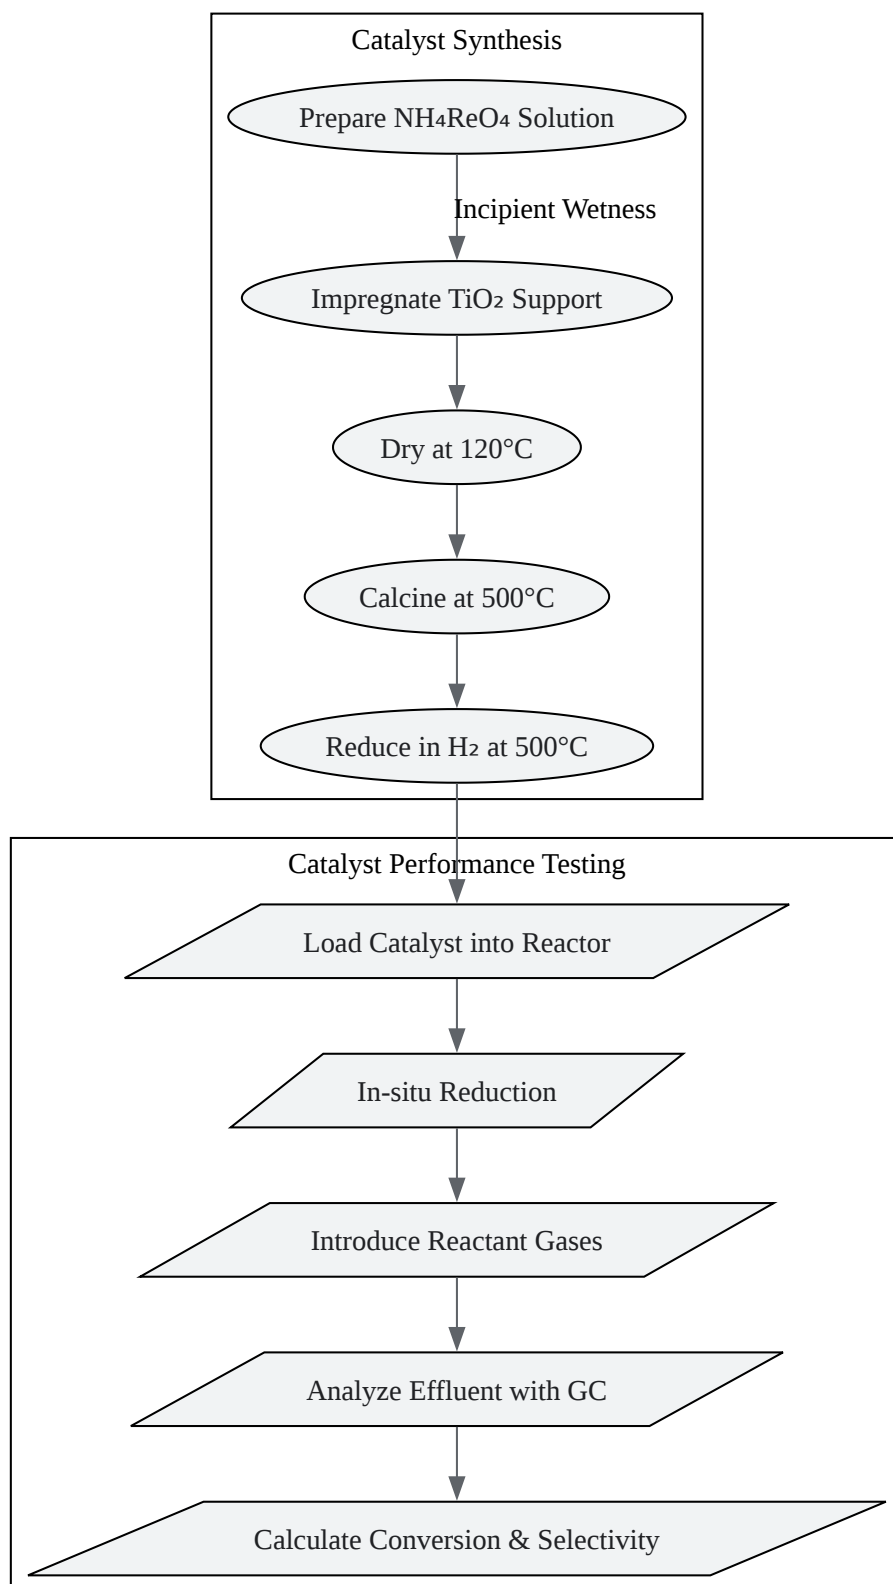 Catalyst Synthesis
Prepare NH₄ReO₄ Solution
Incipient Wetness
Impregnate TiO₂ Support
Dry at 120°C
Calcine at 500°C
Reduce in H₂ at 500°C
Catalyst Performance Testing
Load Catalyst into Reactor
In-situ Reduction
Introduce Reactant Gases
Analyze Effluent with GC
Calculate Conversion & Selectivity